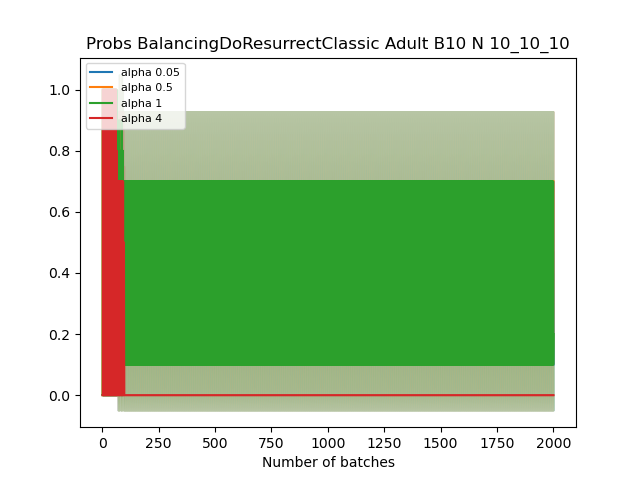 Probs BalancingDoResurrectClassic Adult B10 N 10_10_10
alpha 0.05
alpha 0.5
alpha 1
alpha 4
1.0
0.8
0.6
0.4
0.2
0.0
0 250 500 750 1000 1250 1500 1750 2000
Number of batches